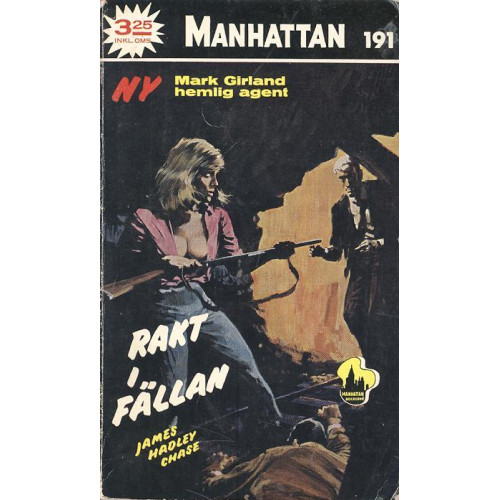 3.25
INKL. OMS.
MANHATTAN 191
NY
Mark Girland
hemlig agent
RAKT
I
FÄLLAN
JAMES
HADLEY
CHASE
MANHATTAN